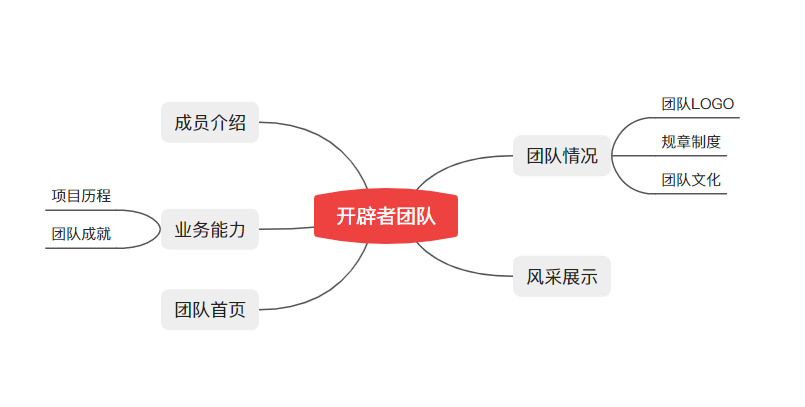 开辟者团队
团队情况
团队LOGO
规章制度
团队文化
风采展示
成员介绍
业务能力
项目历程
团队成就
团队首页